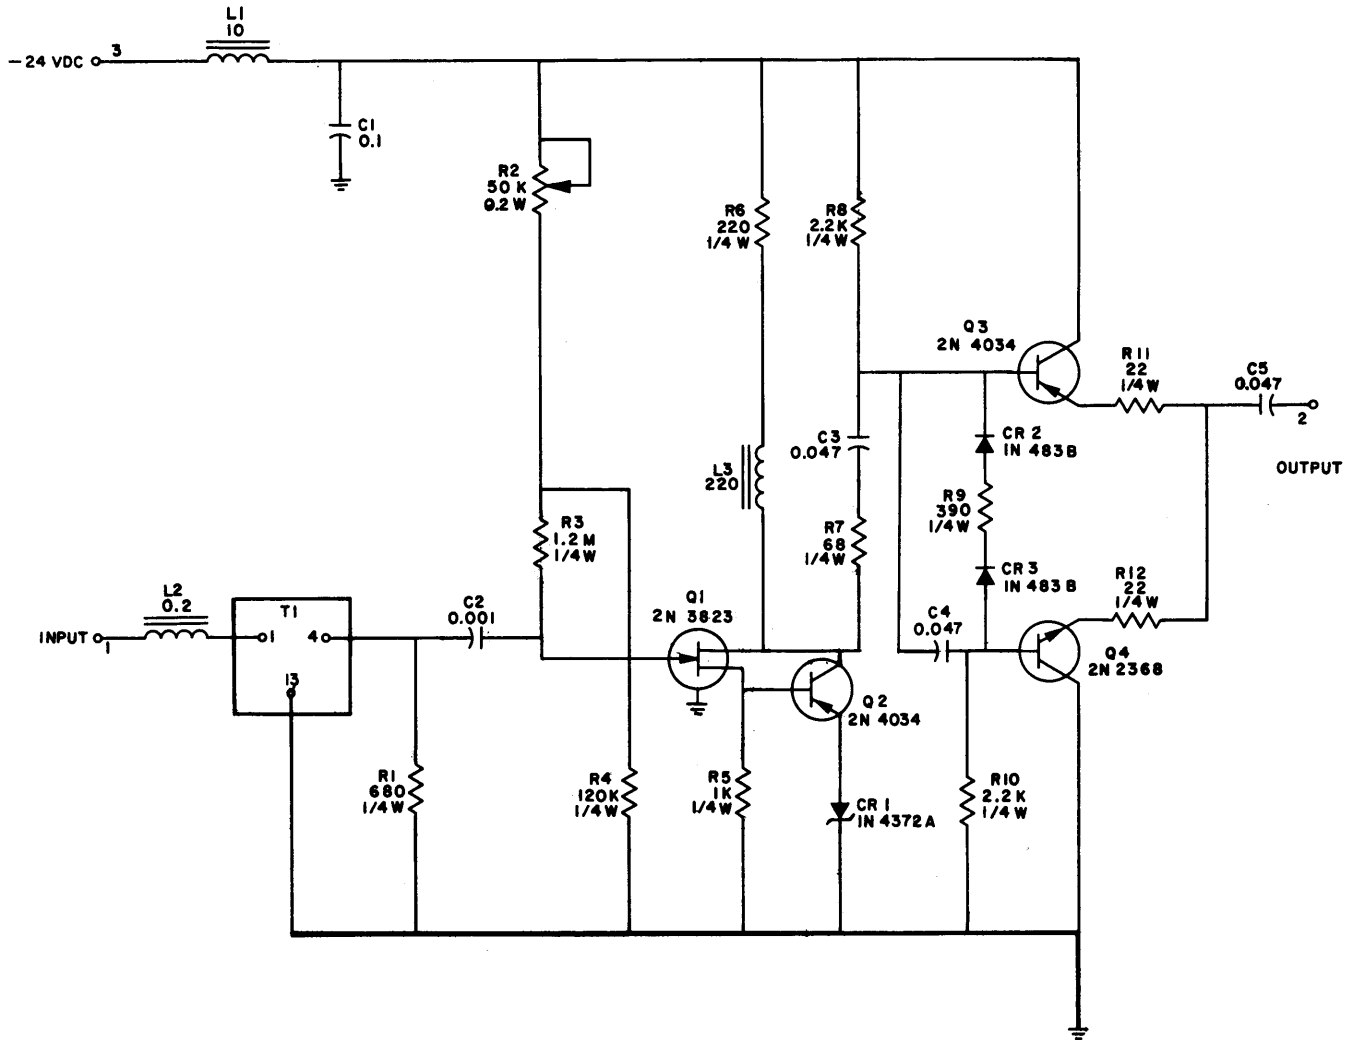 L1
10
-24 VDC
3
C1
0.1
R2
50 K
0.2 W
R6
220
1/4 W
R8
2.2K
1/4 W
Q3
2N 4034
R11
22
1/4 W
C5
0.047
2
OUTPUT
C3
0.047
CR 2
1N 483 B
L3
220
R9
390
1/4 W
R3
1.2 M
1/4 W
R7
68
1/4 W
CR 3
1N 483 B
R12
22
1/4 W
L2
0.2
T1
C2
0.001
Q1
2N 3823
C4
0.047
INPUT
1
1
4
13
Q4
2N 2368
Q2
2N 4034
R1
680
1/4 W
R4
120K
1/4 W
R5
1K
1/4 W
CR 1
1N 4372 A
R10
2.2 K
1/4 W